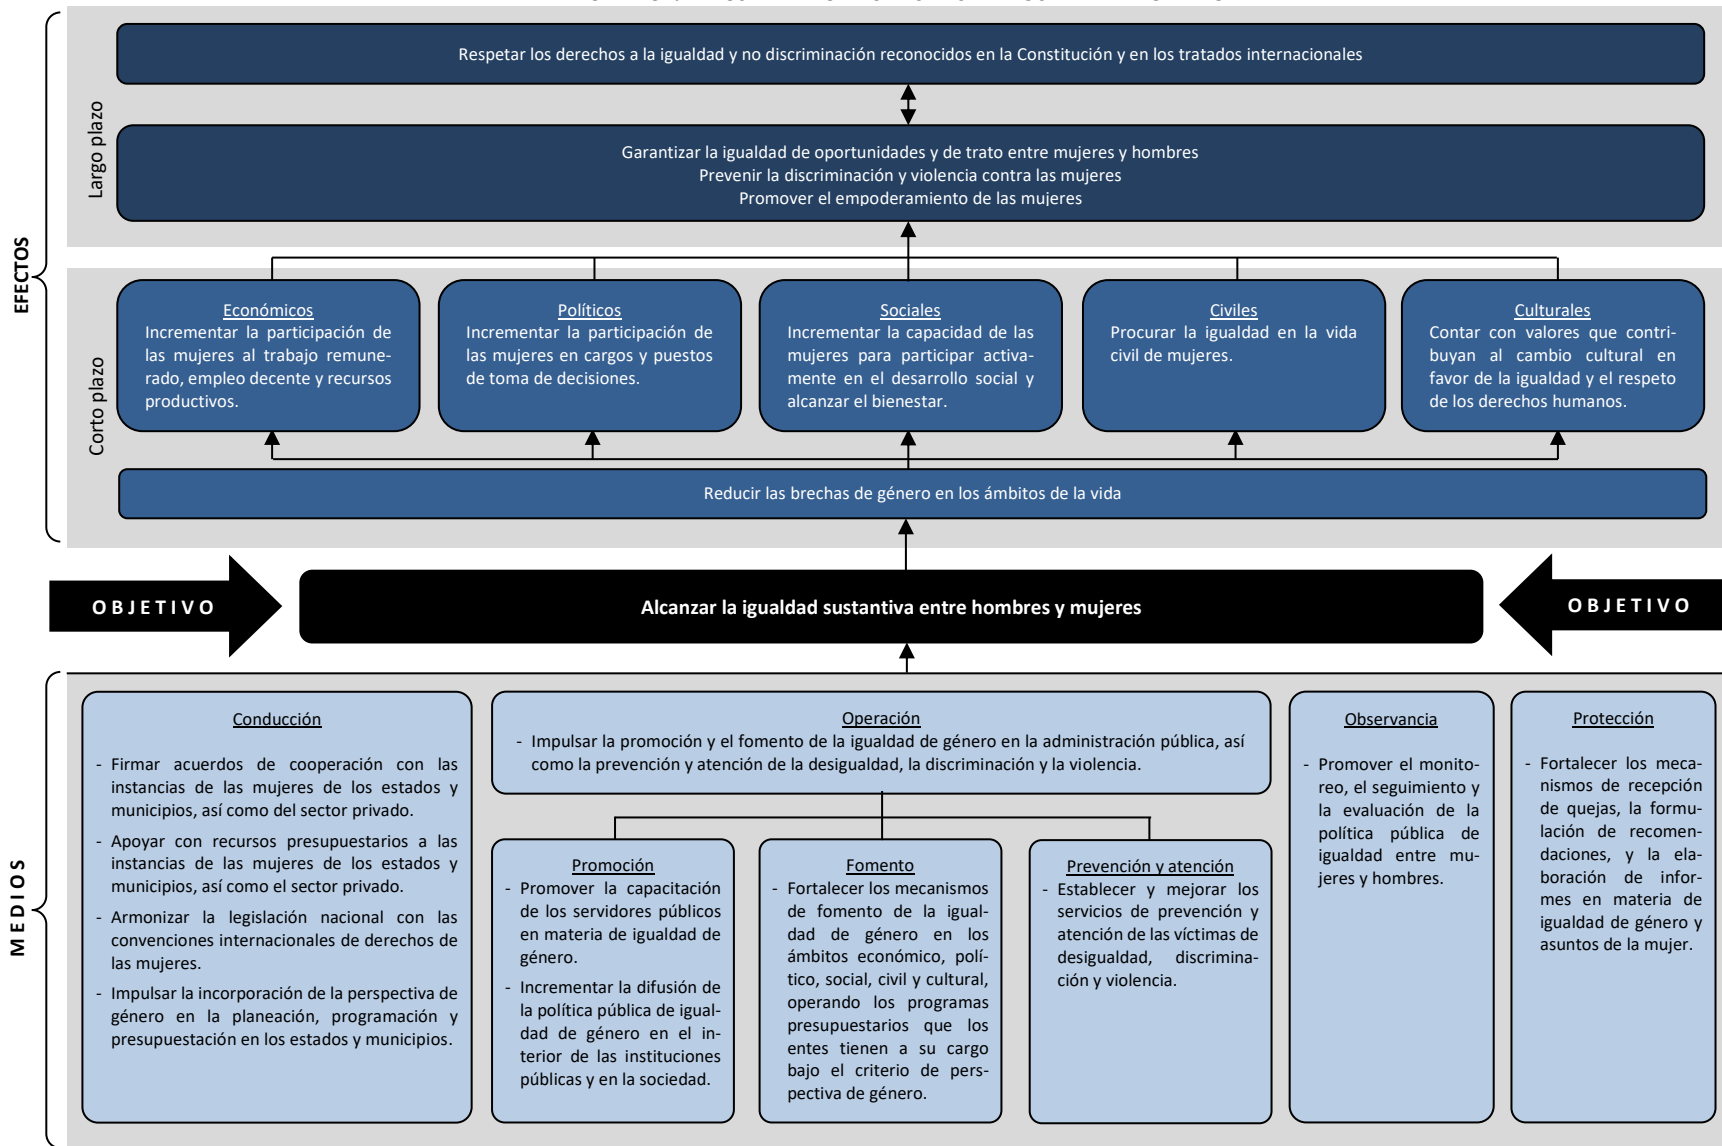 Respetar los derechos a la igualdad y no discriminación reconocidos en la Constitución y en los tratados internacionales
Largo plazo
Garantizar la igualdad de oportunidades y de trato entre mujeres y hombres
Prevenir la discriminación y violencia contra las mujeres
Promover el empoderamiento de las mujeres
EFECTOS
Corto plazo
Económicos
Incrementar la participación de
las mujeres al trabajo remune-
rado, empleo decente y recursos
productivos.
Políticos
Incrementar la participación de
las mujeres en cargos y puestos
de toma de decisiones.
Sociales
Incrementar la capacidad de las
mujeres para participar activa-
mente en el desarrollo social y
alcanzar el bienestar.
Civiles
Procurar la igualdad en la vida
civil de mujeres.
Culturales
Contar con valores que contri-
buyan al cambio cultural en
favor de la igualdad y el respeto
de los derechos humanos.
Reducir las brechas de género en los ámbitos de la vida
OBJETIVO
Alcanzar la igualdad sustantiva entre hombres y mujeres
OBJETIVO
MEDIOS
Conducción
- Firmar acuerdos de cooperación con las
instancias de las mujeres de los estados y
municipios, así como del sector privado.
- Apoyar con recursos presupuestarios a las
instancias de las mujeres de los estados y
municipios, así como el sector privado.
- Armonizar la legislación nacional con las
convenciones internacionales de derechos de
las mujeres.
- Impulsar la incorporación de la perspectiva de
género en la planeación, programación y
presupuestación en los estados y municipios.
Operación
- Impulsar la promoción y el fomento de la igualdad de género en la administración pública, así
como la prevención y atención de la desigualdad, la discriminación y la violencia.
Promoción
- Promover la capacitación
de los servidores públicos
en materia de igualdad de
género.
- Incrementar la difusión de
la política pública de igual-
dad de género en el in-
terior de las instituciones
públicas y en la sociedad.
Fomento
- Fortalecer los mecanismos
de fomento de la igual-
dad de género en los
ámbitos económico, polí-
tico, social, civil y cultural,
operando los programas
presupuestarios que los
entes tienen a su cargo
bajo el criterio de pers-
pectiva de género.
Prevención y atención
- Establecer y mejorar los
servicios de prevención y
atención de las víctimas de
desigualdad, discrimina-
ción y violencia.
Observancia
- Promover el monito-
reo, el seguimiento y
la evaluación de la
política pública de
igualdad entre mu-
jeres y hombres.
Protección
- Fortalecer los meca-
nismos de recepción
de quejas, la formu-
lación de recomen-
daciones, y la ela-
boración de infor-
mes en materia de
igualdad de género y
asuntos de la mujer.